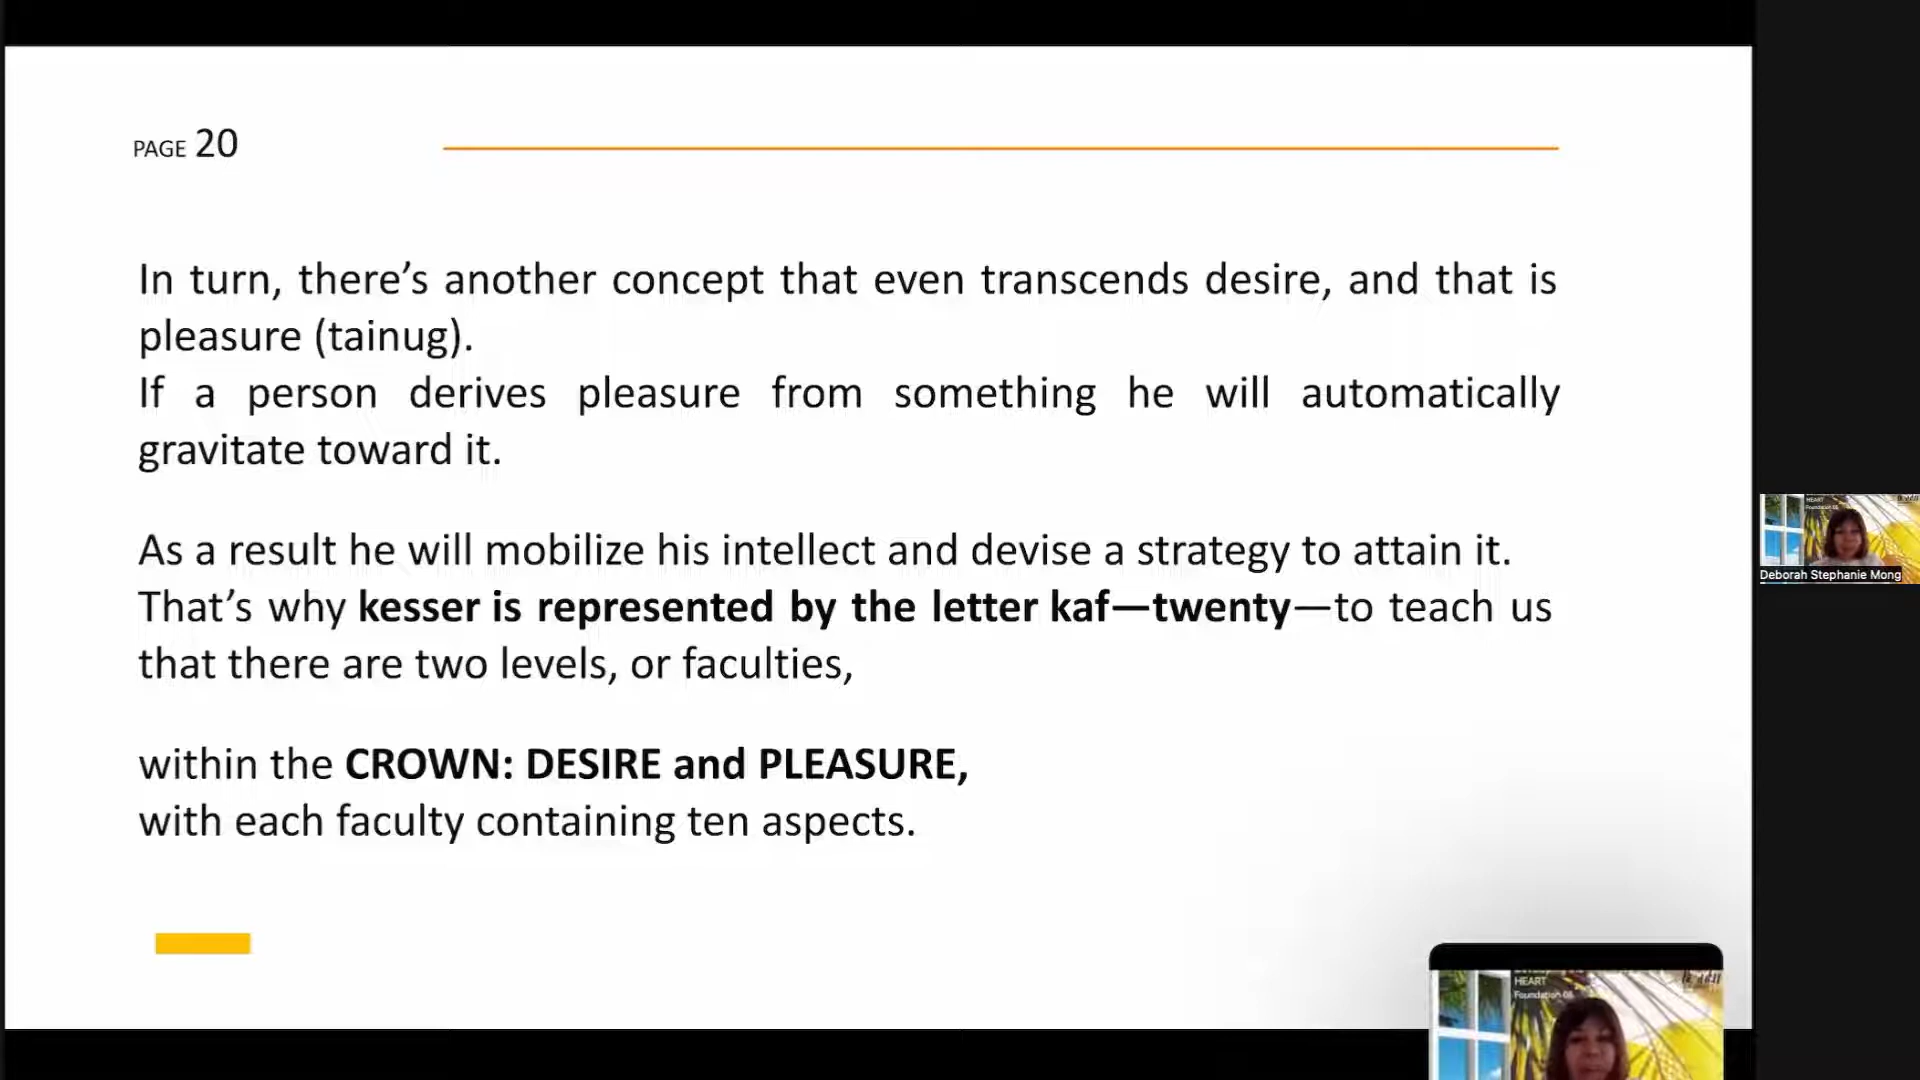 PAGE 20
In turn, there’s another concept that even transcends desire, and that is
pleasure (tainug).
If a person derives pleasure from something he will automatically
gravitate toward it.
As a result he will mobilize his intellect and devise a strategy to attain it.
That’s why kesser is represented by the letter kaf—twenty—to teach us
that there are two levels, or faculties,
within the CROWN: DESIRE and PLEASURE,
with each faculty containing ten aspects.
HEART
Deborah Stephanie Mong
HEART
Foundation